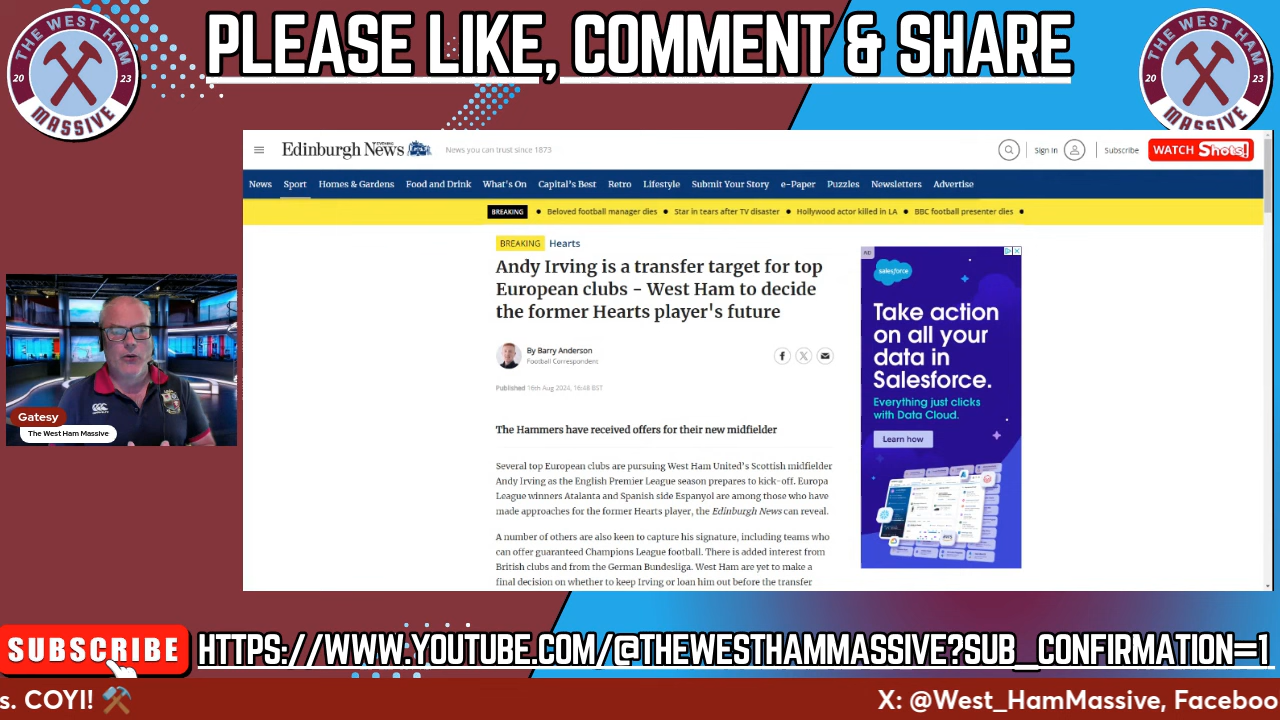 PLEASE LIKE, COMMENT & SHARE
THE WEST HAM
20 23
MASSIVE
THE WEST HAM
20 23
MASSIVE
Edinburgh News
News you can trust since 1873
Sign In
Subscribe
WATCH Shots!
News Sport Homes & Gardens Food and Drink What's On Capital's Best Retro Lifestyle Submit Your Story e-Paper Puzzles Newsletters Advertise
BREAKING • Beloved football manager dies • Star in tears after TV disaster • Hollywood actor killed in LA • BBC football presenter dies •
BREAKING Hearts
Andy Irving is a transfer target for top
European clubs - West Ham to decide
the former Hearts player's future
By Barry Anderson
Football Correspondent
Published 16th Aug 2024, 16:48 BST
The Hammers have received offers for their new midfielder
Several top European clubs are pursuing West Ham United's Scottish midfielder
Andy Irving as the English Premier League season prepares to kick-off. Europa
League winners Atalanta and Spanish side Espanyol are among those who have
made approaches for the former Hearts player, the Edinburgh News can reveal.
A number of others are also keen to capture his signature, including teams who
can offer guaranteed Champions League football. There is added interest from
British clubs and from the German Bundesliga. West Ham are yet to make a
final decision on whether to keep Irving or loan him out before the transfer
AD
salesforce
Take action
on all your
data in
Salesforce.
Everything just clicks
with Data Cloud.
Learn how
Gatesy
The West Ham Massive
SUBSCRIBE
HTTPS://WWW.YOUTUBE.COM/@THEWESTHAMMASSIVE?SUB_CONFIRMATION=1
s. COYI! ⚒️
X: @West_HamMassive, Faceboo